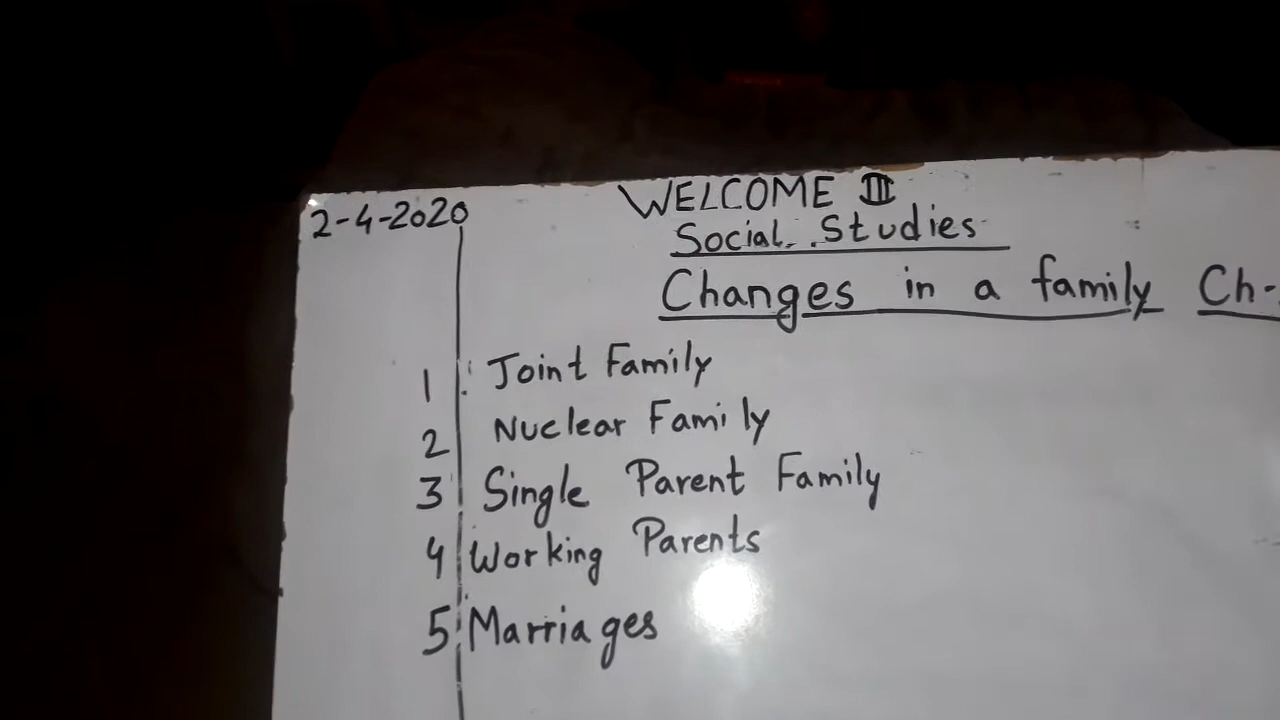 2-4-2020
WELCOME III
Social Studies
Changes in a family Ch-
1 Joint Family
2 Nuclear Family
3 Single Parent Family
4 Working Parents
5 Marriages